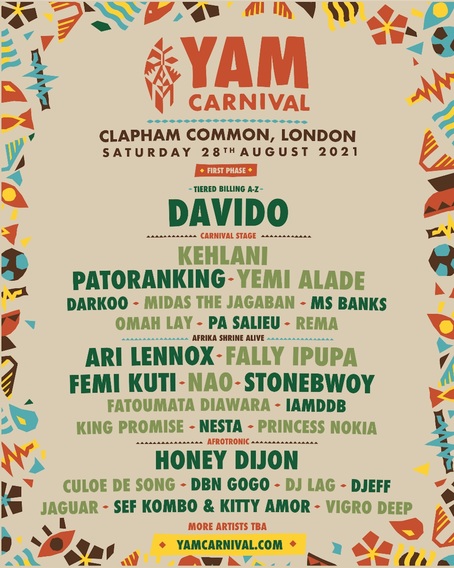 YAM
CARNIVAL
CLAPHAM COMMON, LONDON
SATURDAY 28TH AUGUST 2021
FIRST PHASE
-TIERED BILLING A-Z-
DAVIDO
CARNIVAL STAGE
KEHLANI
PATORANKING - YEMI ALADE
DARKOO - MIDAS THE JAGABAN - MS BANKS
OMAH LAY - PA SALIEU - REMA
AFRIKA SHRINE ALIVE
ARI LENNOX - FALLY IPUPA
FEMI KUTI - NAO - STONEBWOY
FATOUMATA DIAWARA - IAMDDB
KING PROMISE - NESTA - PRINCESS NOKIA
AFROTRONIC
HONEY DIJON
CULOE DE SONG - DBN GOGO - DJ LAG - DJEFF
JAGUAR - SEF KOMBO & KITTY AMOR - VIGRO DEEP
MORE ARTISTS TBA
YAMCARNIVAL.COM